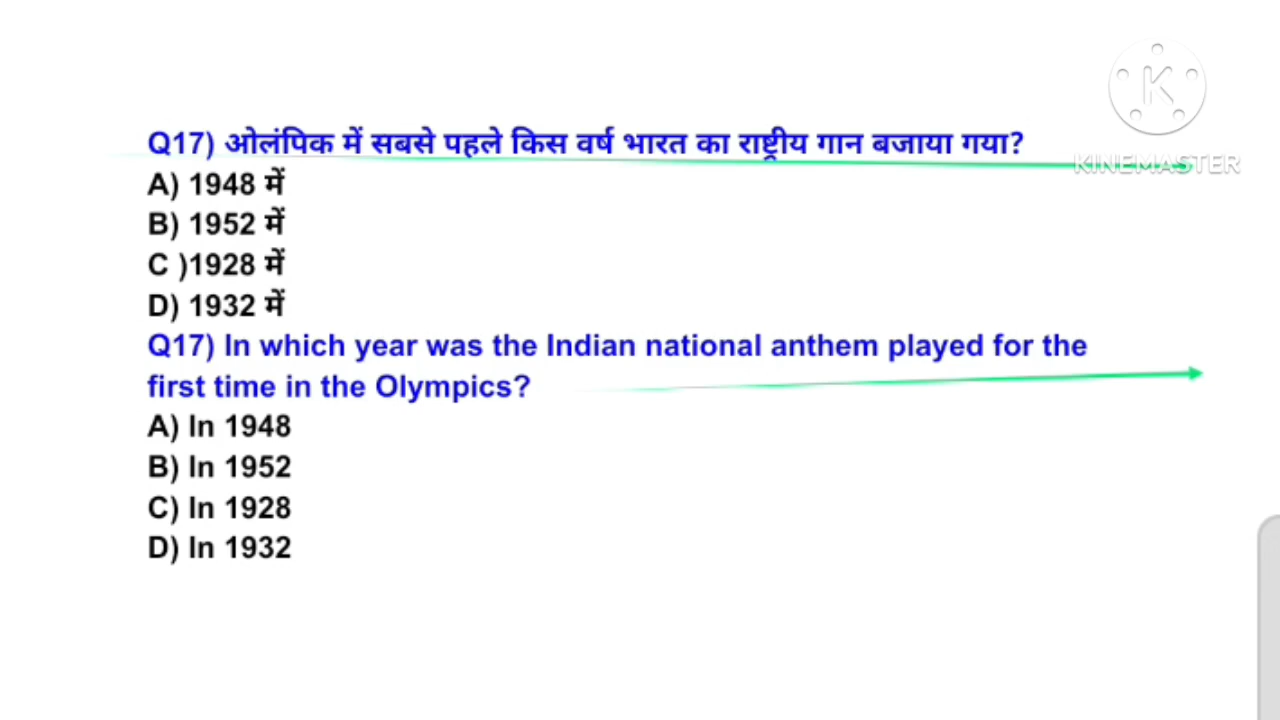 Q17) ओलंपिक में सबसे पहले किस वर्ष भारत का राष्ट्रीय गान बजाया गया?
KINEMASTER
A) 1948 में
B) 1952 में
C )1928 में
D) 1932 में
Q17) In which year was the Indian national anthem played for the
first time in the Olympics?
A) In 1948
B) In 1952
C) In 1928
D) In 1932